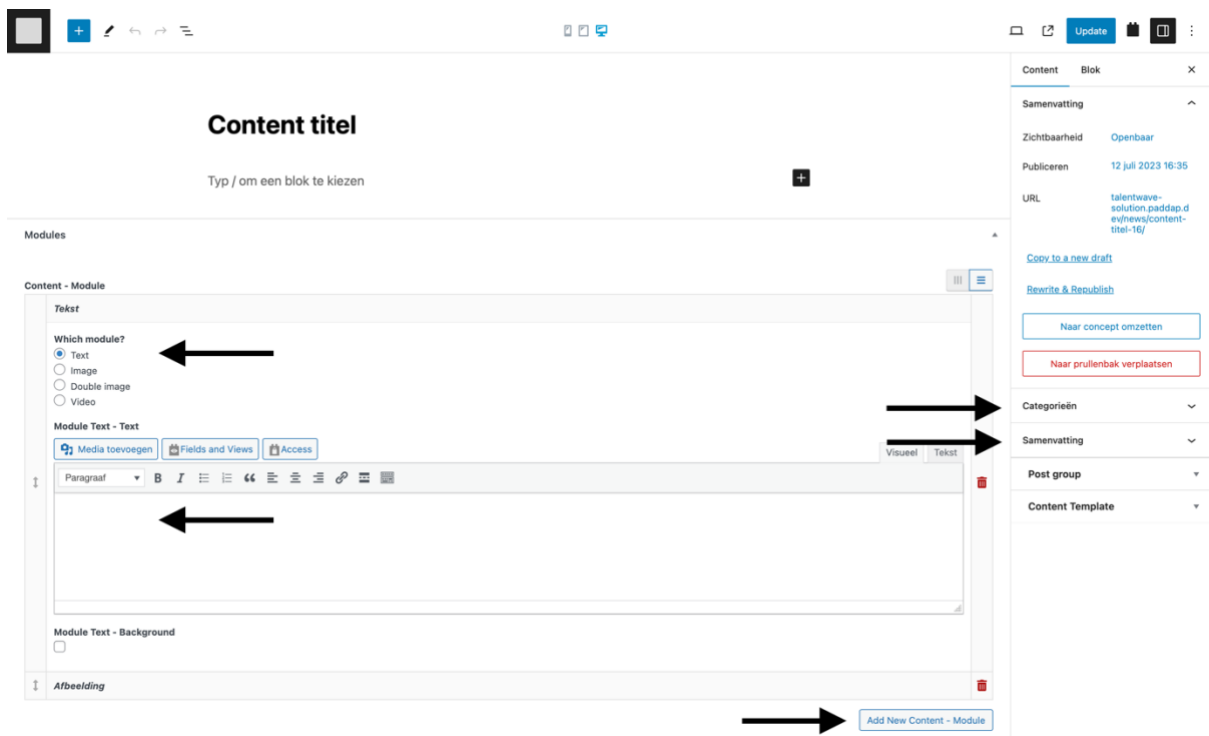 Update
Content titel
Typ / om een blok te kiezen
Modules
Content - Module
Tekst
Which module?
Text
Image
Double image
Video
Module Text - Text
Media toevoegen
Fields and Views
Access
Visueel
Tekst
Paragraaf
B
I
Module Text - Background
Afbeelding
Add New Content - Module
Content
Blok
Samenvatting
Zichtbaarheid Openbaar
Publiceren 12 juli 2023 16:35
URL talentwave-
solution.paddap.d
ev/news/content-
titel-16/
Copy to a new draft
Rewrite & Republish
Naar concept omzetten
Naar prullenbak verplaatsen
Categorieën
Samenvatting
Post group
Content Template